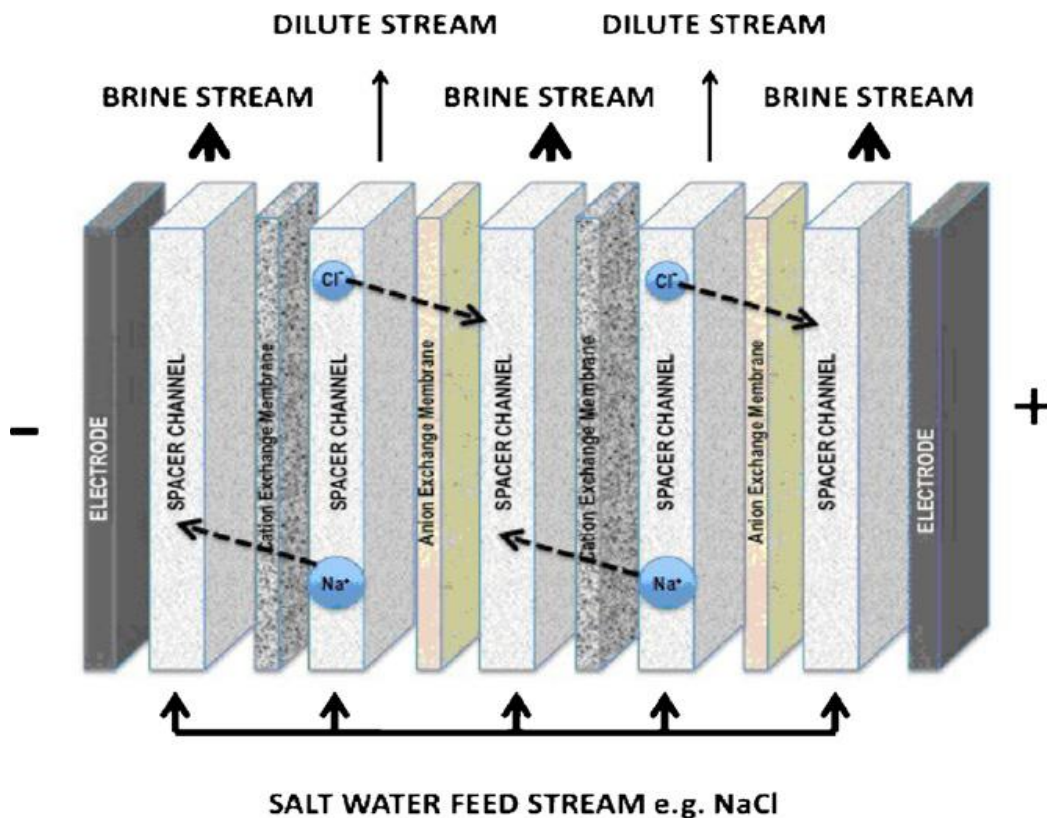 DILUTE STREAM DILUTE STREAM
BRINE STREAM BRINE STREAM BRINE STREAM
ELECTRODE
SPACER CHANNEL
Cation Exchange Membrane
SPACER CHANNEL
Anion Exchange Membrane
SPACER CHANNEL
Cation Exchange Membrane
SPACER CHANNEL
Anion Exchange Membrane
SPACER CHANNEL
ELECTRODE
Cl⁻ Cl⁻
- +
Na⁺ Na⁺
SALT WATER FEED STREAM e.g. NaCl